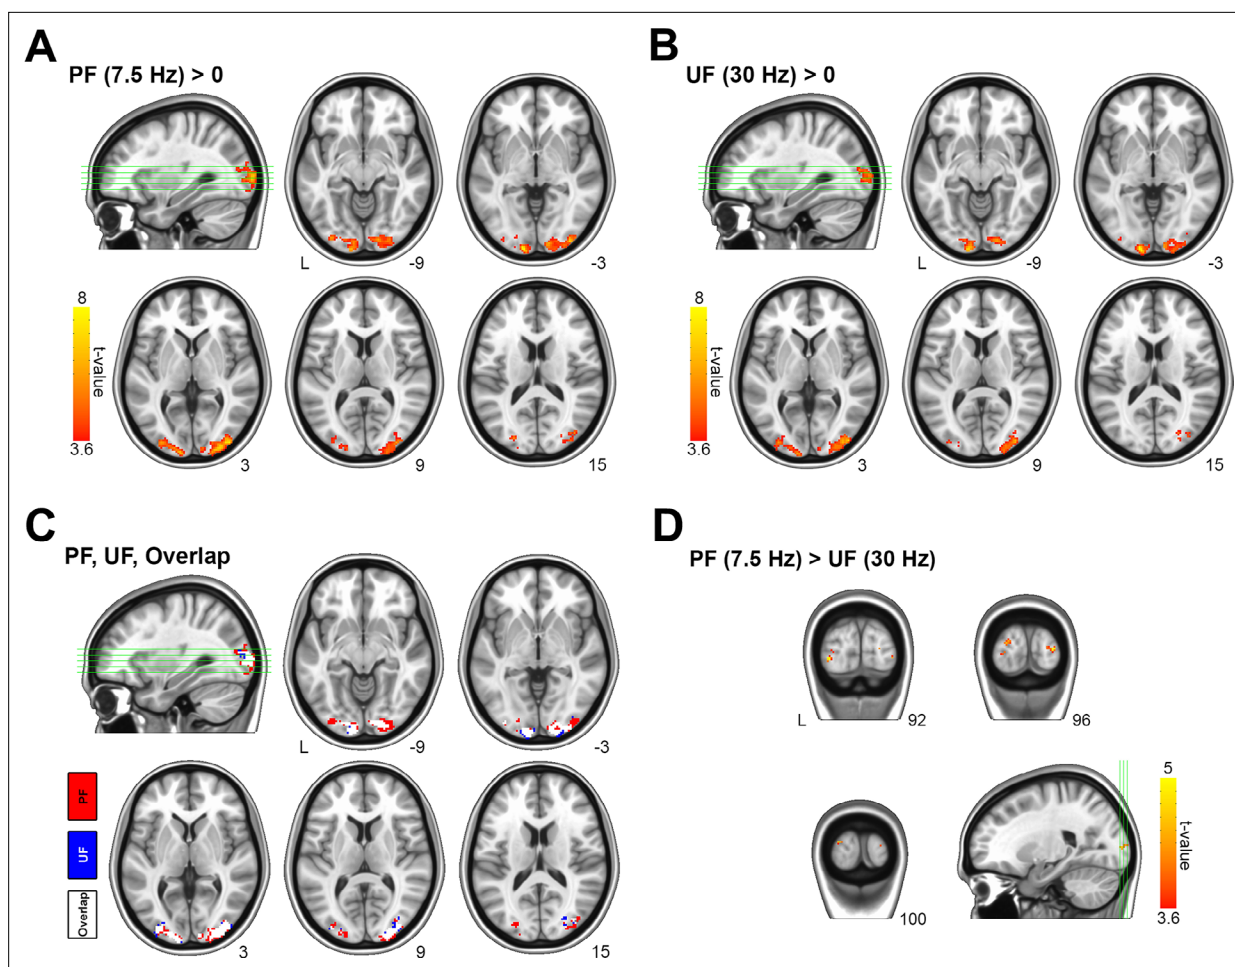 A
PF (7.5 Hz) > 0
L
-9
-3
8
t-value
3.6
3
9
15
B
UF (30 Hz) > 0
L
-9
-3
8
t-value
3.6
3
9
15
C
PF, UF, Overlap
L
-9
-3
PF
UF
Overlap
3
9
15
D
PF (7.5 Hz) > UF (30 Hz)
L
92
96
100
5
t-value
3.6